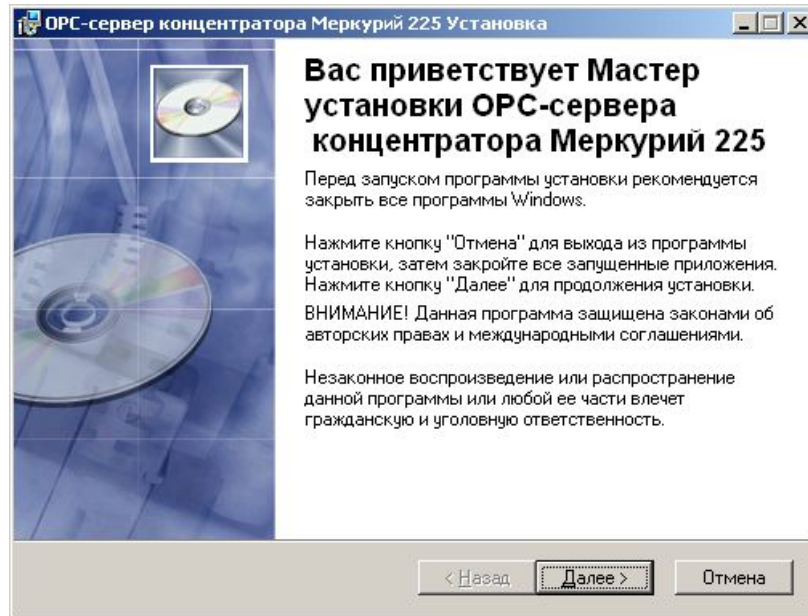 ОРС-сервер концентратора Меркурий 225 Установка
Вас приветствует Мастер
установки ОРС-сервера
концентратора Меркурий 225
Перед запуском программы установки рекомендуется
закрыть все программы Windows.
Нажмите кнопку "Отмена" для выхода из программы
установки, затем закройте все запущенные приложения.
Нажмите кнопку "Далее" для продолжения установки.
ВНИМАНИЕ! Данная программа защищена законами об
авторских правах и международными соглашениями.
Незаконное воспроизведение или распространение
данной программы или любой ее части влечет
гражданскую и уголовную ответственность.
< Назад
Далее >
Отмена